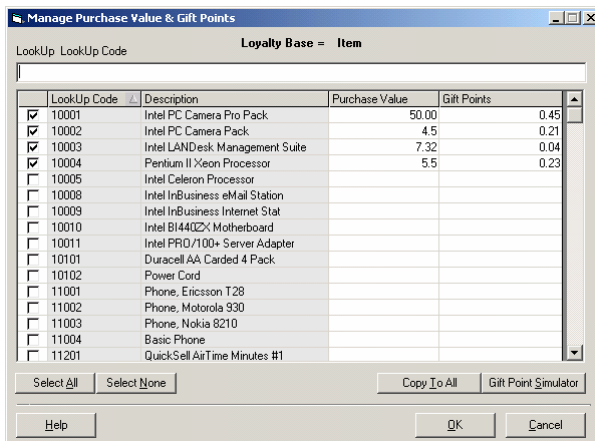 Manage Purchase Value & Gift Points
Loyalty Base = Item
LookUp LookUp Code
LookUp Code Description Purchase Value Gift Points
10001 Intel PC Camera Pro Pack 50.00 0.45
10002 Intel PC Camera Pack 4.5 0.21
10003 Intel LANDesk Management Suite 7.32 0.04
10004 Pentium II Xeon Processor 5.5 0.23
10005 Intel Celeron Processor
10008 Intel InBusiness eMail Station
10009 Intel InBusiness Internet Stat
10010 Intel BI440ZX Motherboard
10011 Intel PRO/100+ Server Adapter
10101 Duracell AA Carded 4 Pack
10102 Power Cord
11001 Phone, Ericsson T28
11002 Phone, Motorola 930
11003 Phone, Nokia 8210
11004 Basic Phone
11201 QuickSell AirTime Minutes #1
Select All Select None Copy To All Gift Point Simulator
Help OK Cancel